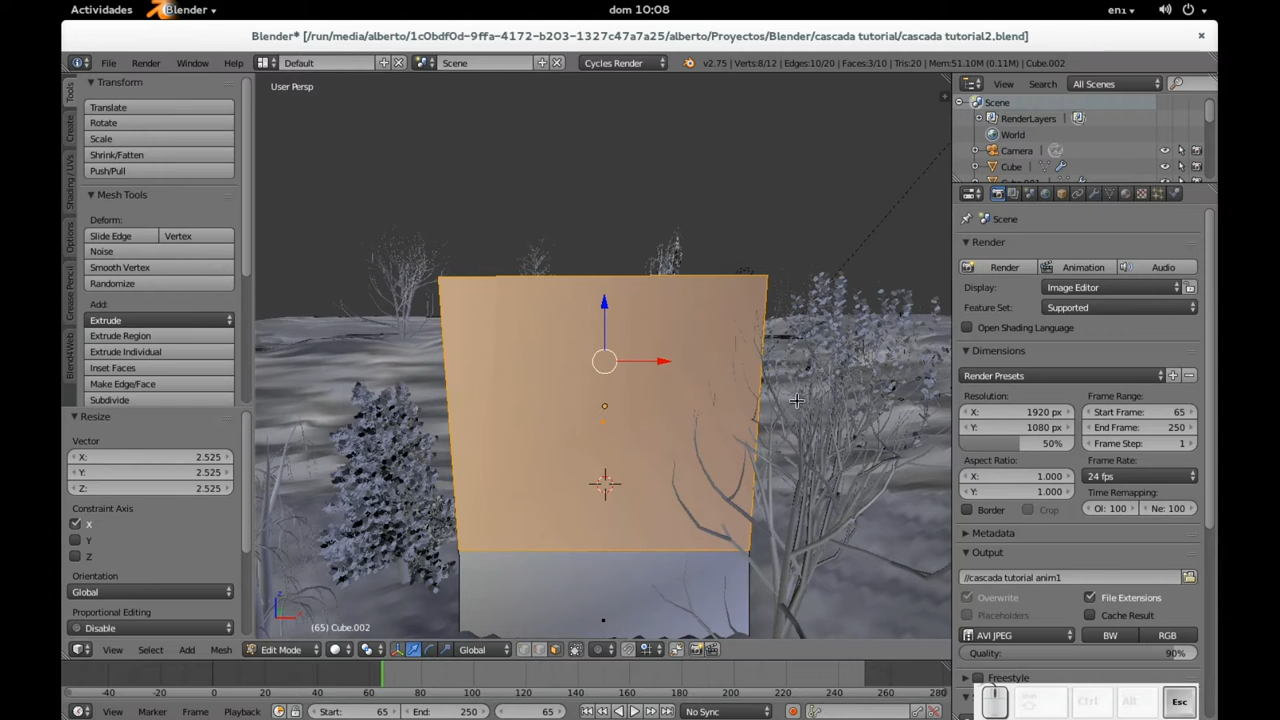 Actividades Blender dom 10:08 en1
Blender* [/run/media/alberto/1c0bdf0d-9ffa-4172-b203-1327c47a7a25/alberto/Proyectos/Blender/cascada tutorial/cascada tutorial2.blend]
File Render Window Help Default Scene Cycles Render v2.75 | Verts:8/12 | Edges:10/20 | Faces:3/10 | Tris:20 | Mem:51.10M (0.11M) | Cube.002
Transform
Translate
Rotate
Scale
Shrink/Fatten
Push/Pull
Mesh Tools
Deform:
Slide Edge Vertex
Noise
Smooth Vertex
Randomize
Add:
Extrude
Extrude Region
Extrude Individual
Inset Faces
Make Edge/Face
Subdivide
Tools
Create
Shading / UVs
Options
Grease Pencil
Blend4Web
Resize
Vector
X: 2.525
Y: 2.525
Z: 2.525
Constraint Axis
X
Y
Z
Orientation
Global
Proportional Editing
Disable
User Persp
(65) Cube.002
View Select Add Mesh Edit Mode Global
View Search All Scenes
Scene
RenderLayers
World
Camera
Cube
Scene
Render
Render Animation Audio
Display: Image Editor
Feature Set: Supported
Open Shading Language
Dimensions
Render Presets
Resolution: Frame Range:
X: 1920 px Start Frame: 65
Y: 1080 px End Frame: 250
50% Frame Step: 1
Aspect Ratio: Frame Rate:
X: 1.000 24 fps
Y: 1.000 Time Remapping:
Border Crop Ol: 100 Ne: 100
Metadata
Output
//cascada tutorial anim1
Overwrite File Extensions
Placeholders Cache Result
AVI JPEG BW RGB
Quality: 90%
Freestyle
Ctrl Alt Esc
-40 -20 0 20 40 60 80 100 120 140 160 180 200 220 240 260 280
View Marker Frame Playback Start: 65 End: 250 65 No Sync